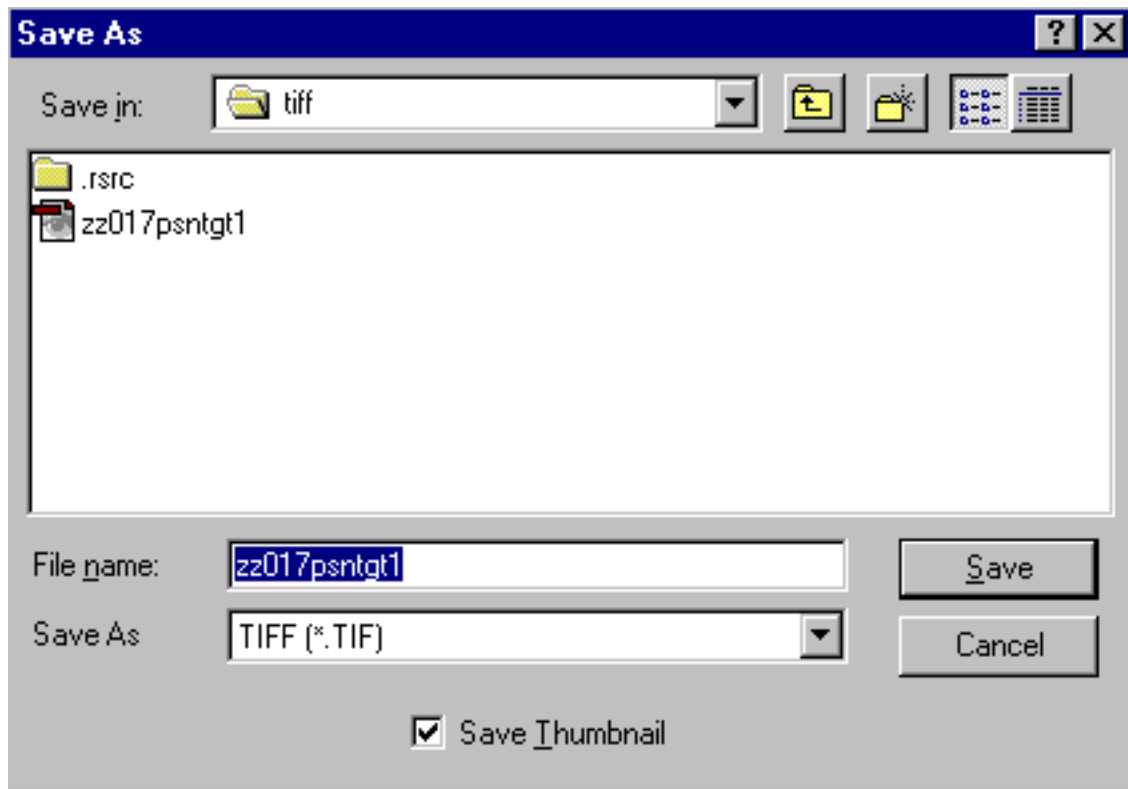 Save As
Save in: tiff
.rsrc
zz017psntgt1
File name: zz017psntgt1 Save
Save As TIFF (*.TIF) Cancel
Save Thumbnail